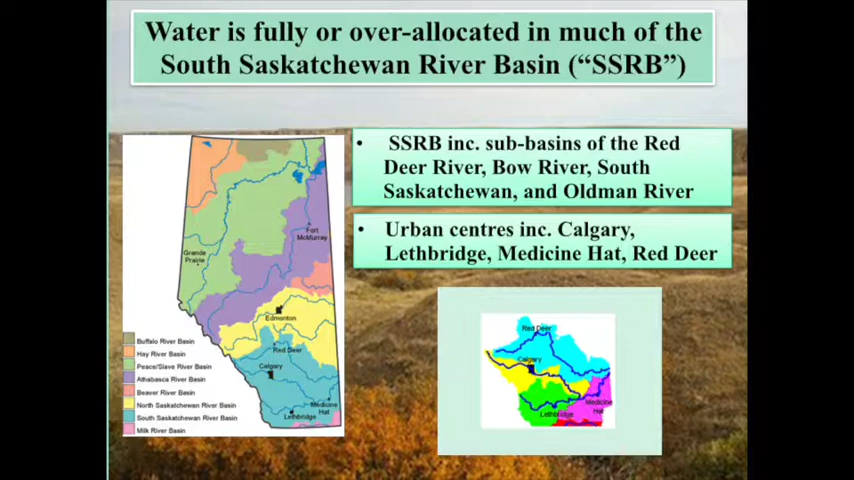 Water is fully or over-allocated in much of the
South Saskatchewan River Basin (“SSRB”)
• SSRB inc. sub-basins of the Red
Deer River, Bow River, South
Saskatchewan, and Oldman River
• Urban centres inc. Calgary,
Lethbridge, Medicine Hat, Red Deer
Fort
McMurray
Grande
Prairie
Edmonton
Red Deer
Calgary
Medicine
Hat
Lethbridge
Buffalo River Basin
Hay River Basin
Peace/Slave River Basin
Athabasca River Basin
Beaver River Basin
North Saskatchewan River Basin
South Saskatchewan River Basin
Milk River Basin
Red Deer
Calgary
Medicine
Hat
Lethbridge